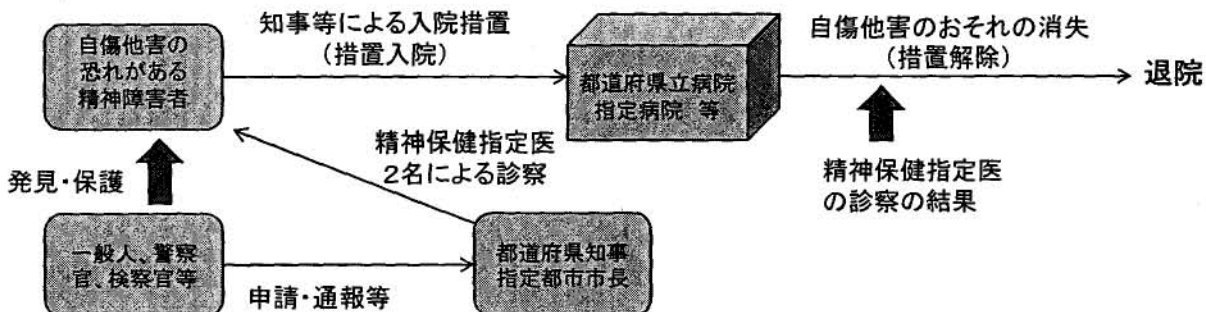 自傷他害の
恐れがある
精神障害者
知事等による入院措置
(措置入院)
都道府県立病院
指定病院 等
自傷他害のおそれの消失
(措置解除)
退院
発見・保護
精神保健指定医
2名による診察
精神保健指定医
の診察の結果
一般人、警察
官、検察官等
申請・通報等
都道府県知事
指定都市市長